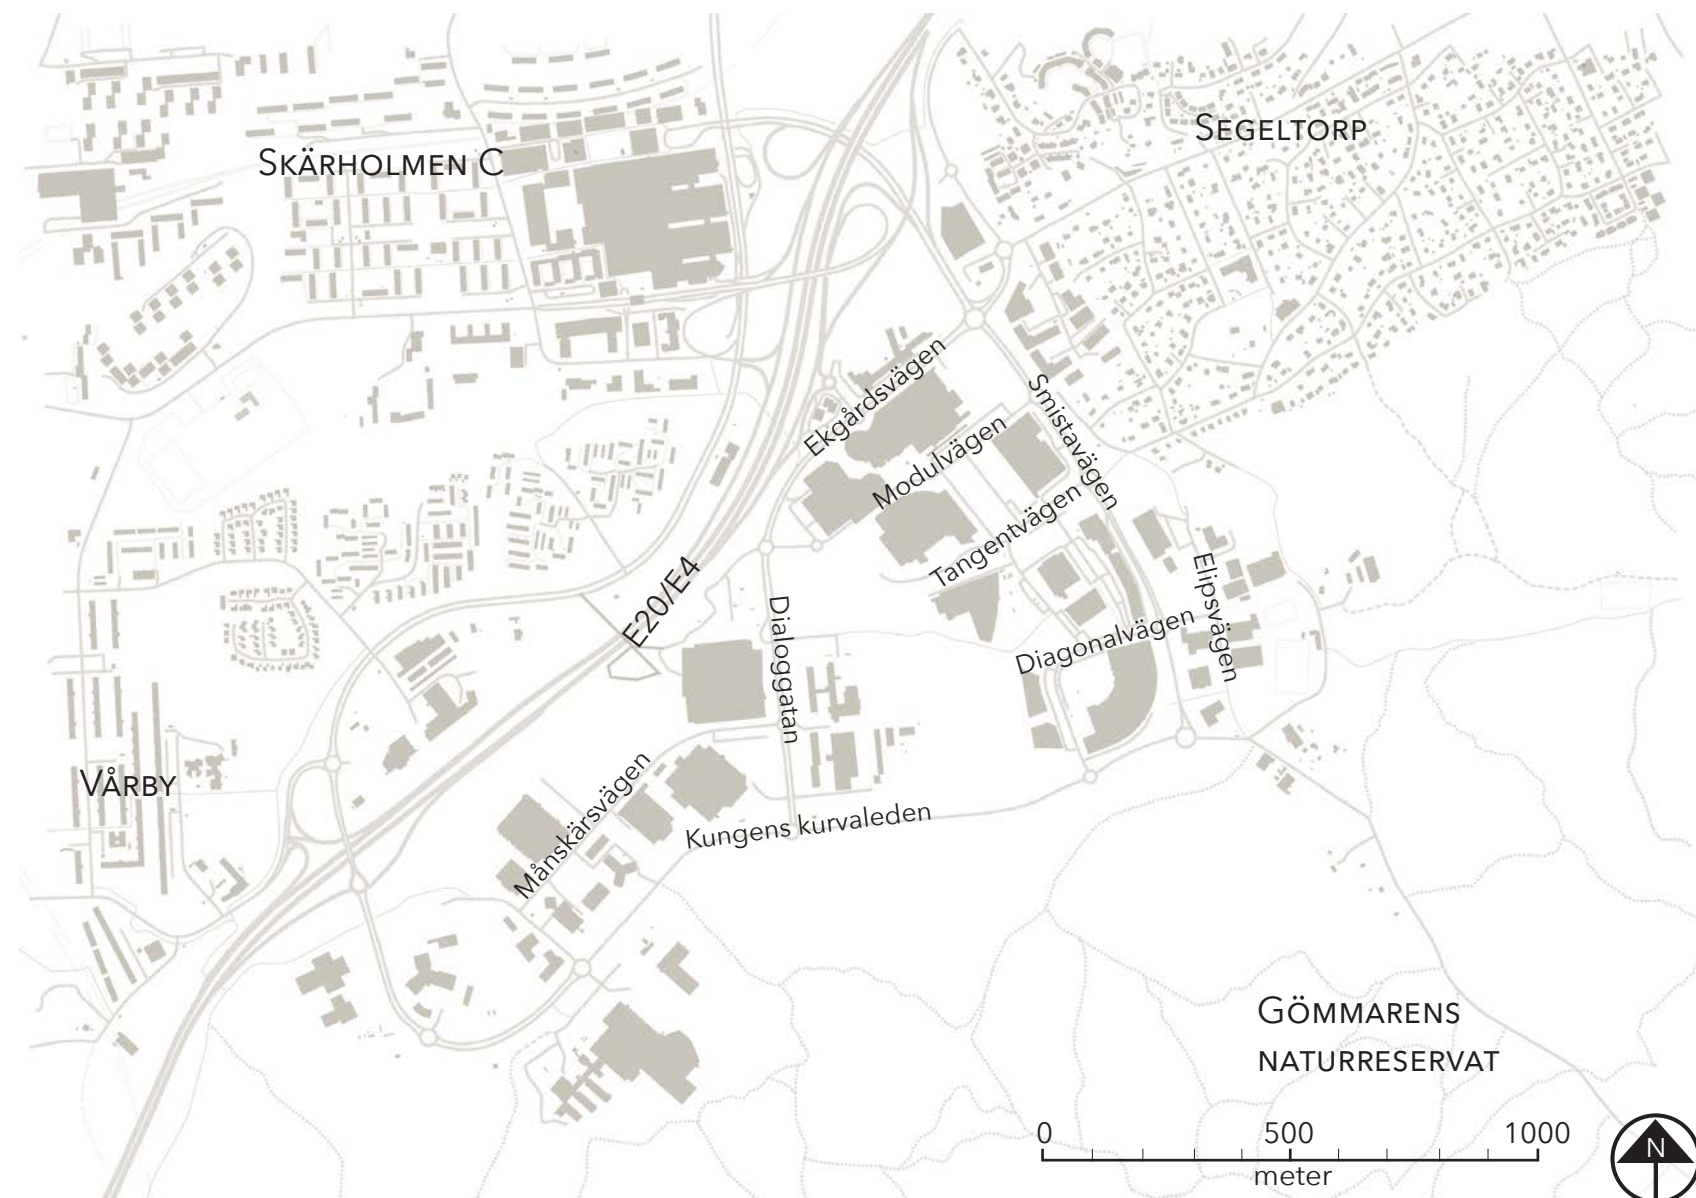 SEGELTORP
SKÄRHOLMEN C
Ekgårdsvägen
Smistavägen
Modulvägen
Tangentvägen
E20/E4
Elipsvägen
Dialoggatan
Diagonalvägen
VÅRBY
Månskärsvägen
Kungens kurvaleden
GÖMMARENS
NATURRESERVAT
0 500 1000
meter
N